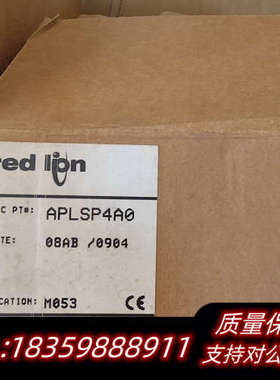 red lion
C PT#: APLSP4A0
TE: 08AB /0904
CATION: M053
CE
质量保
:18359888911
支持对公